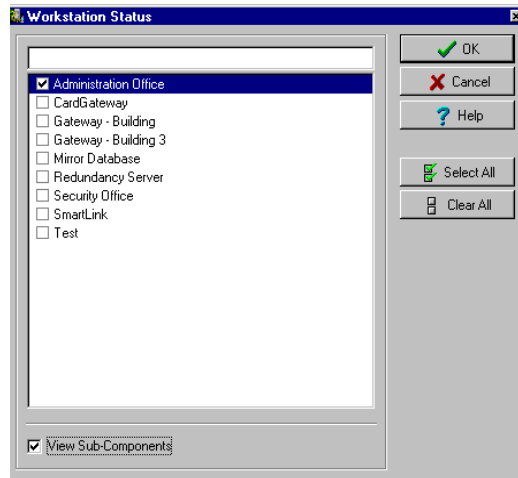 Workstation Status
Administration Office
CardGateway
Gateway - Building
Gateway - Building 3
Mirror Database
Redundancy Server
Security Office
SmartLink
Test
View Sub-Components
OK
Cancel
Help
Select All
Clear All